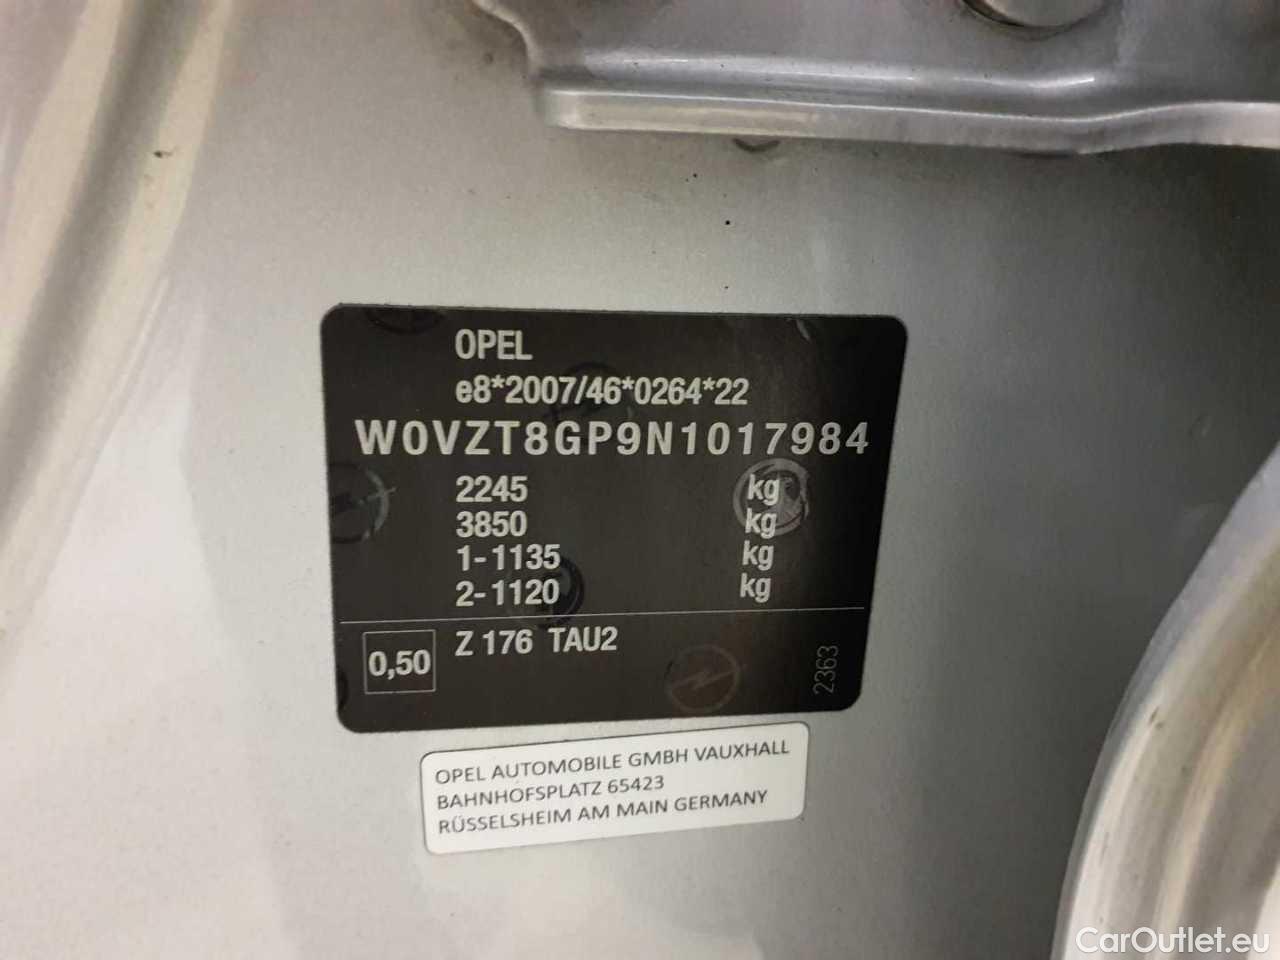 OPEL
e8*2007/46*0264*22
W0VZT8GP9N1017984
2245 kg
3850 kg
1-1135 kg
2-1120 kg
0,50 Z 176 TAU2
2363
OPEL AUTOMOBILE GMBH VAUXHALL
BAHNHOFSPLATZ 65423
RÜSSELSHEIM AM MAIN GERMANY
CarOutlet.eu